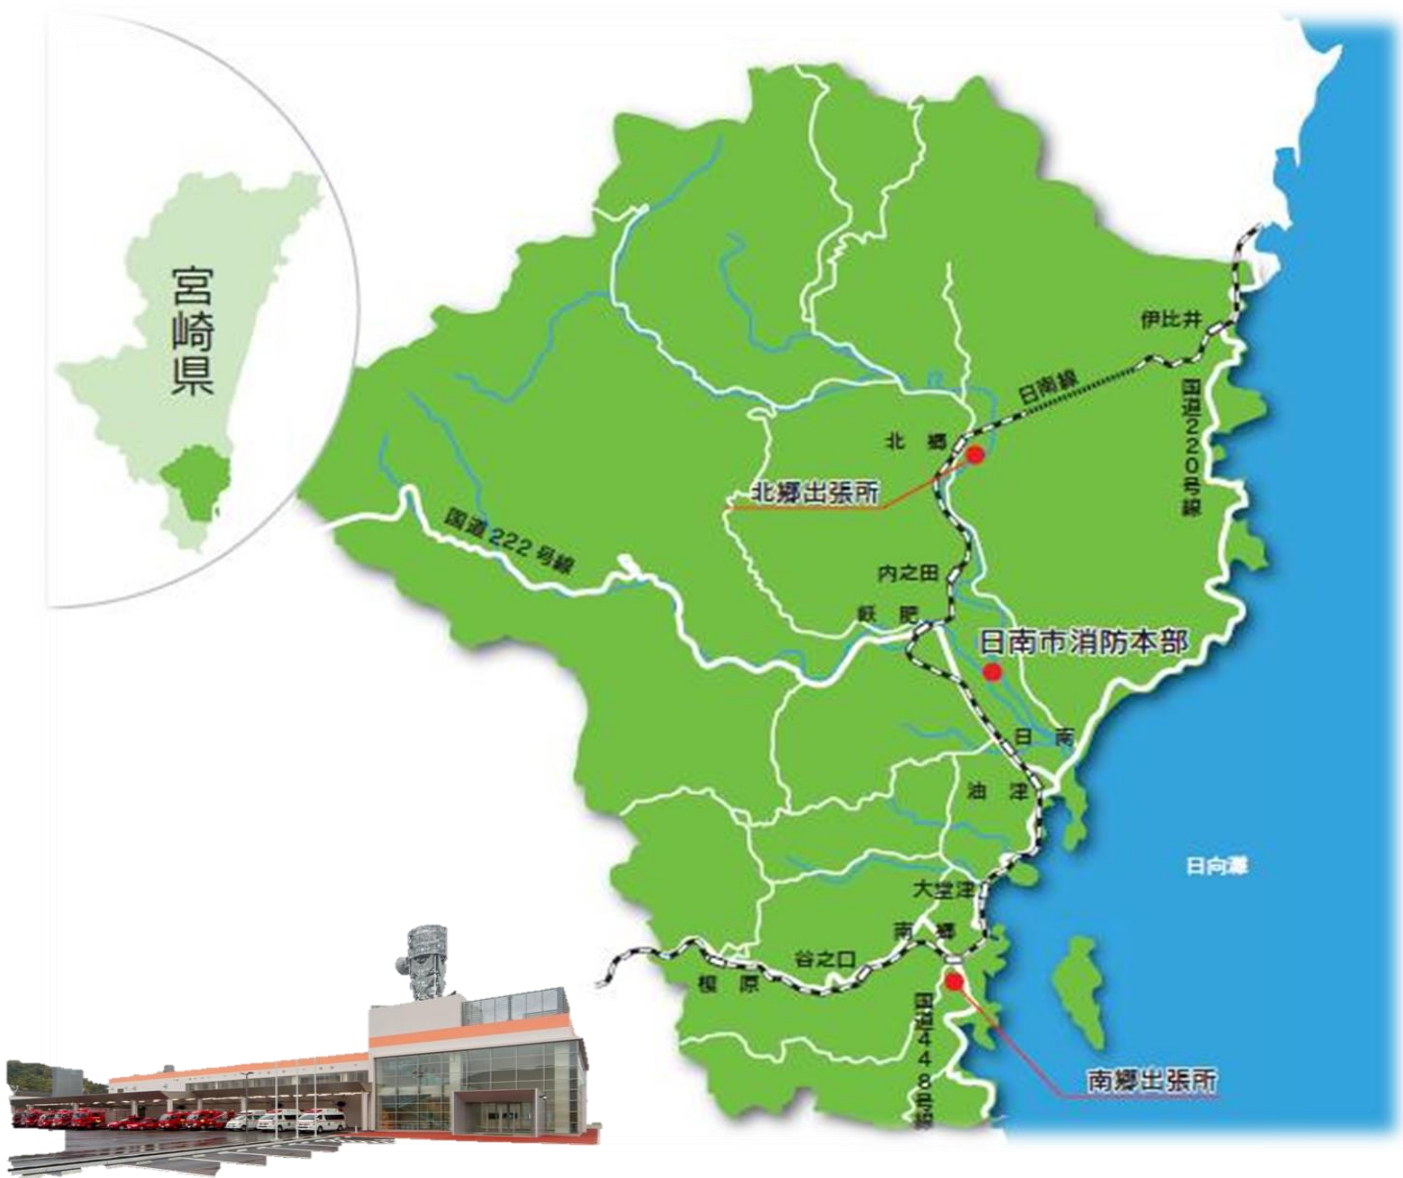 宮崎県
伊比井
日南線
国道220号線
北郷
北郷出張所
国道222号線
内之田
飫肥
日南市消防本部
日南
油津
日向灘
大堂津
南郷
谷之口
榎原
国道448号線
南郷出張所